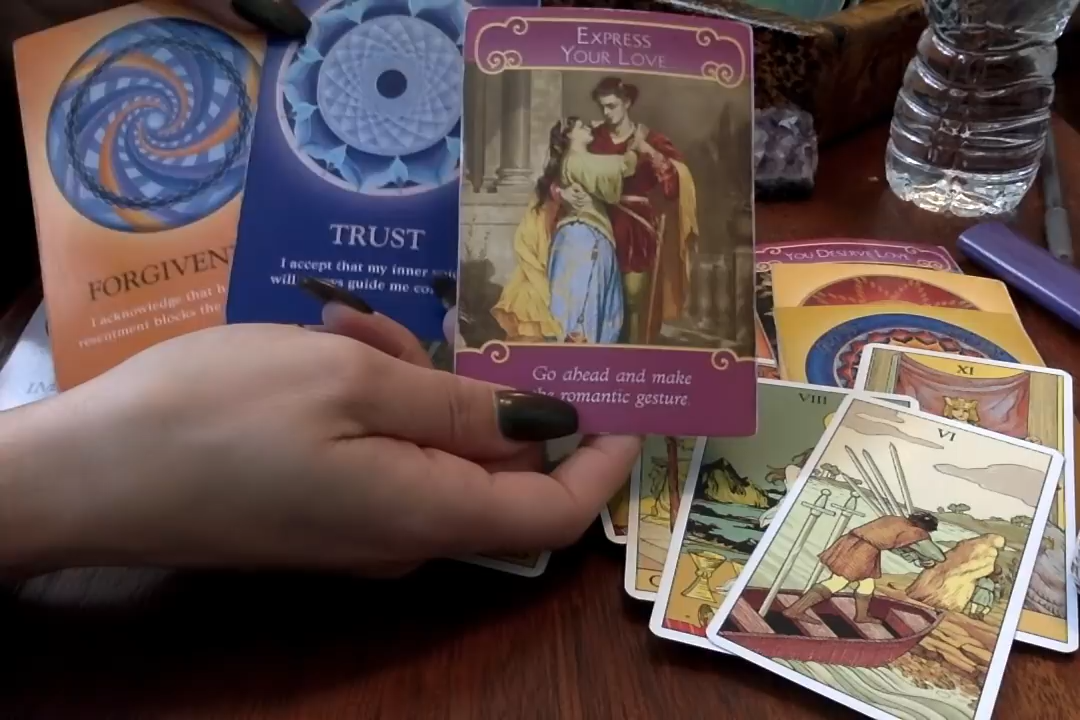 FORGIVEN
I acknowledge that h
resentment blocks the
TRUST
I accept that my inner
will guide me
EXPRESS
YOUR LOVE
Go ahead and make
romantic gesture.
YOU DESERVE LOVE
XI
VIII
VI